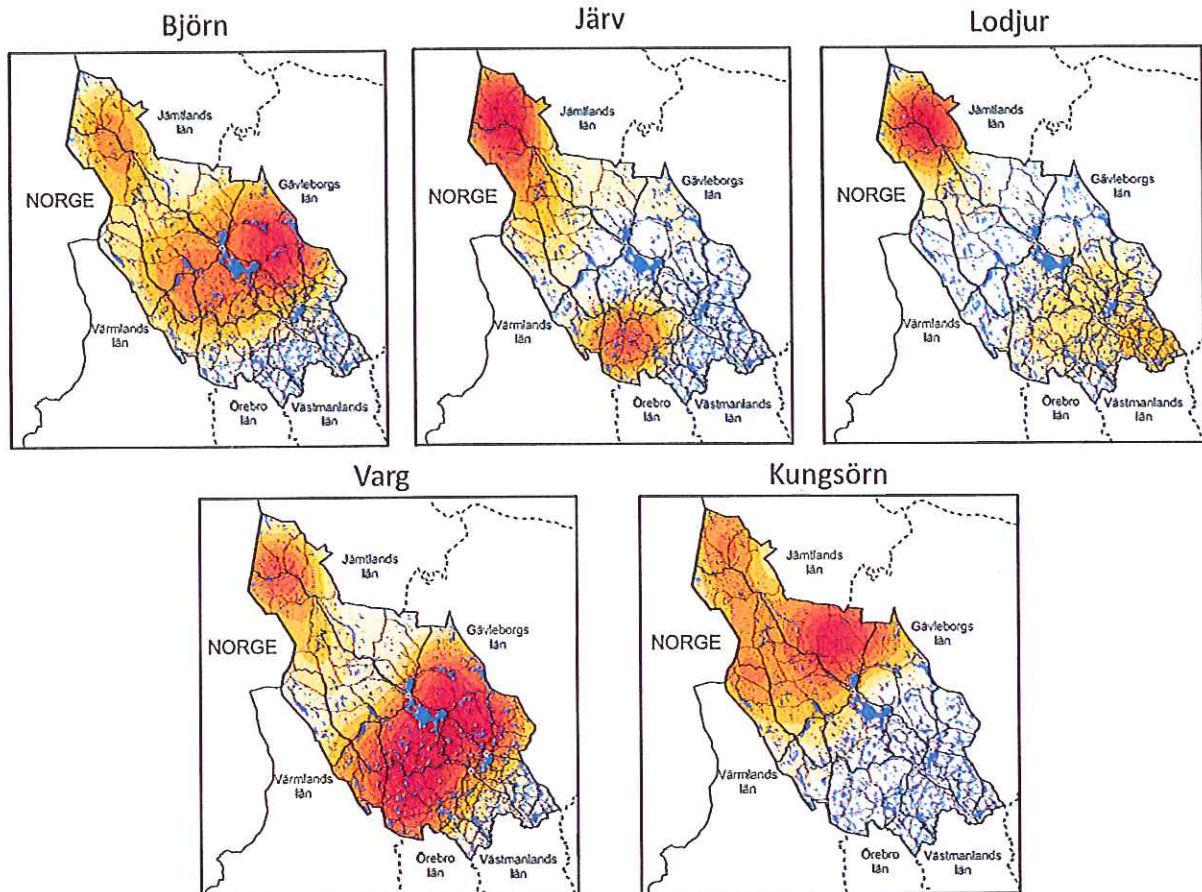 Björn
Järv
Lodjur
Jämtlands
län
Gävleborgs
län
NORGE
Värmlands
län
Örebro
län
Västmanlands
län
Jämtlands
län
Gävleborgs
län
NORGE
Värmlands
län
Örebro
län
Västmanlands
län
Jämtlands
län
Gävleborgs
län
NORGE
Värmlands
län
Örebro
län
Västmanlands
län
Varg
Kungsörn
Jämtlands
län
Gävleborgs
län
NORGE
Värmlands
län
Örebro
län
Västmanlands
län
Jämtlands
län
Gävleborgs
län
NORGE
Värmlands
län
Örebro
län
Västmanlands
län